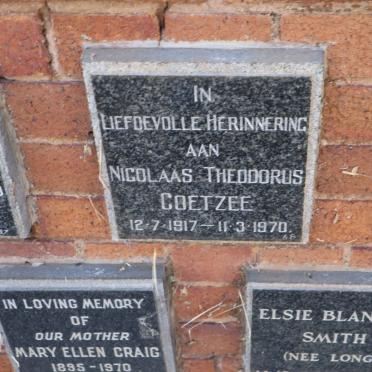 IN
LIEFDEVOLLE HERINNERING
AAN
NICOLAAS THEODORUS
COETZEE
12·7·1917 — 11·3·1970.
IN LOVING MEMORY
OF
OUR MOTHER
MARY ELLEN CRAIG
1895-1970
ELSIE BLAN
SMITH
(NEE LONG